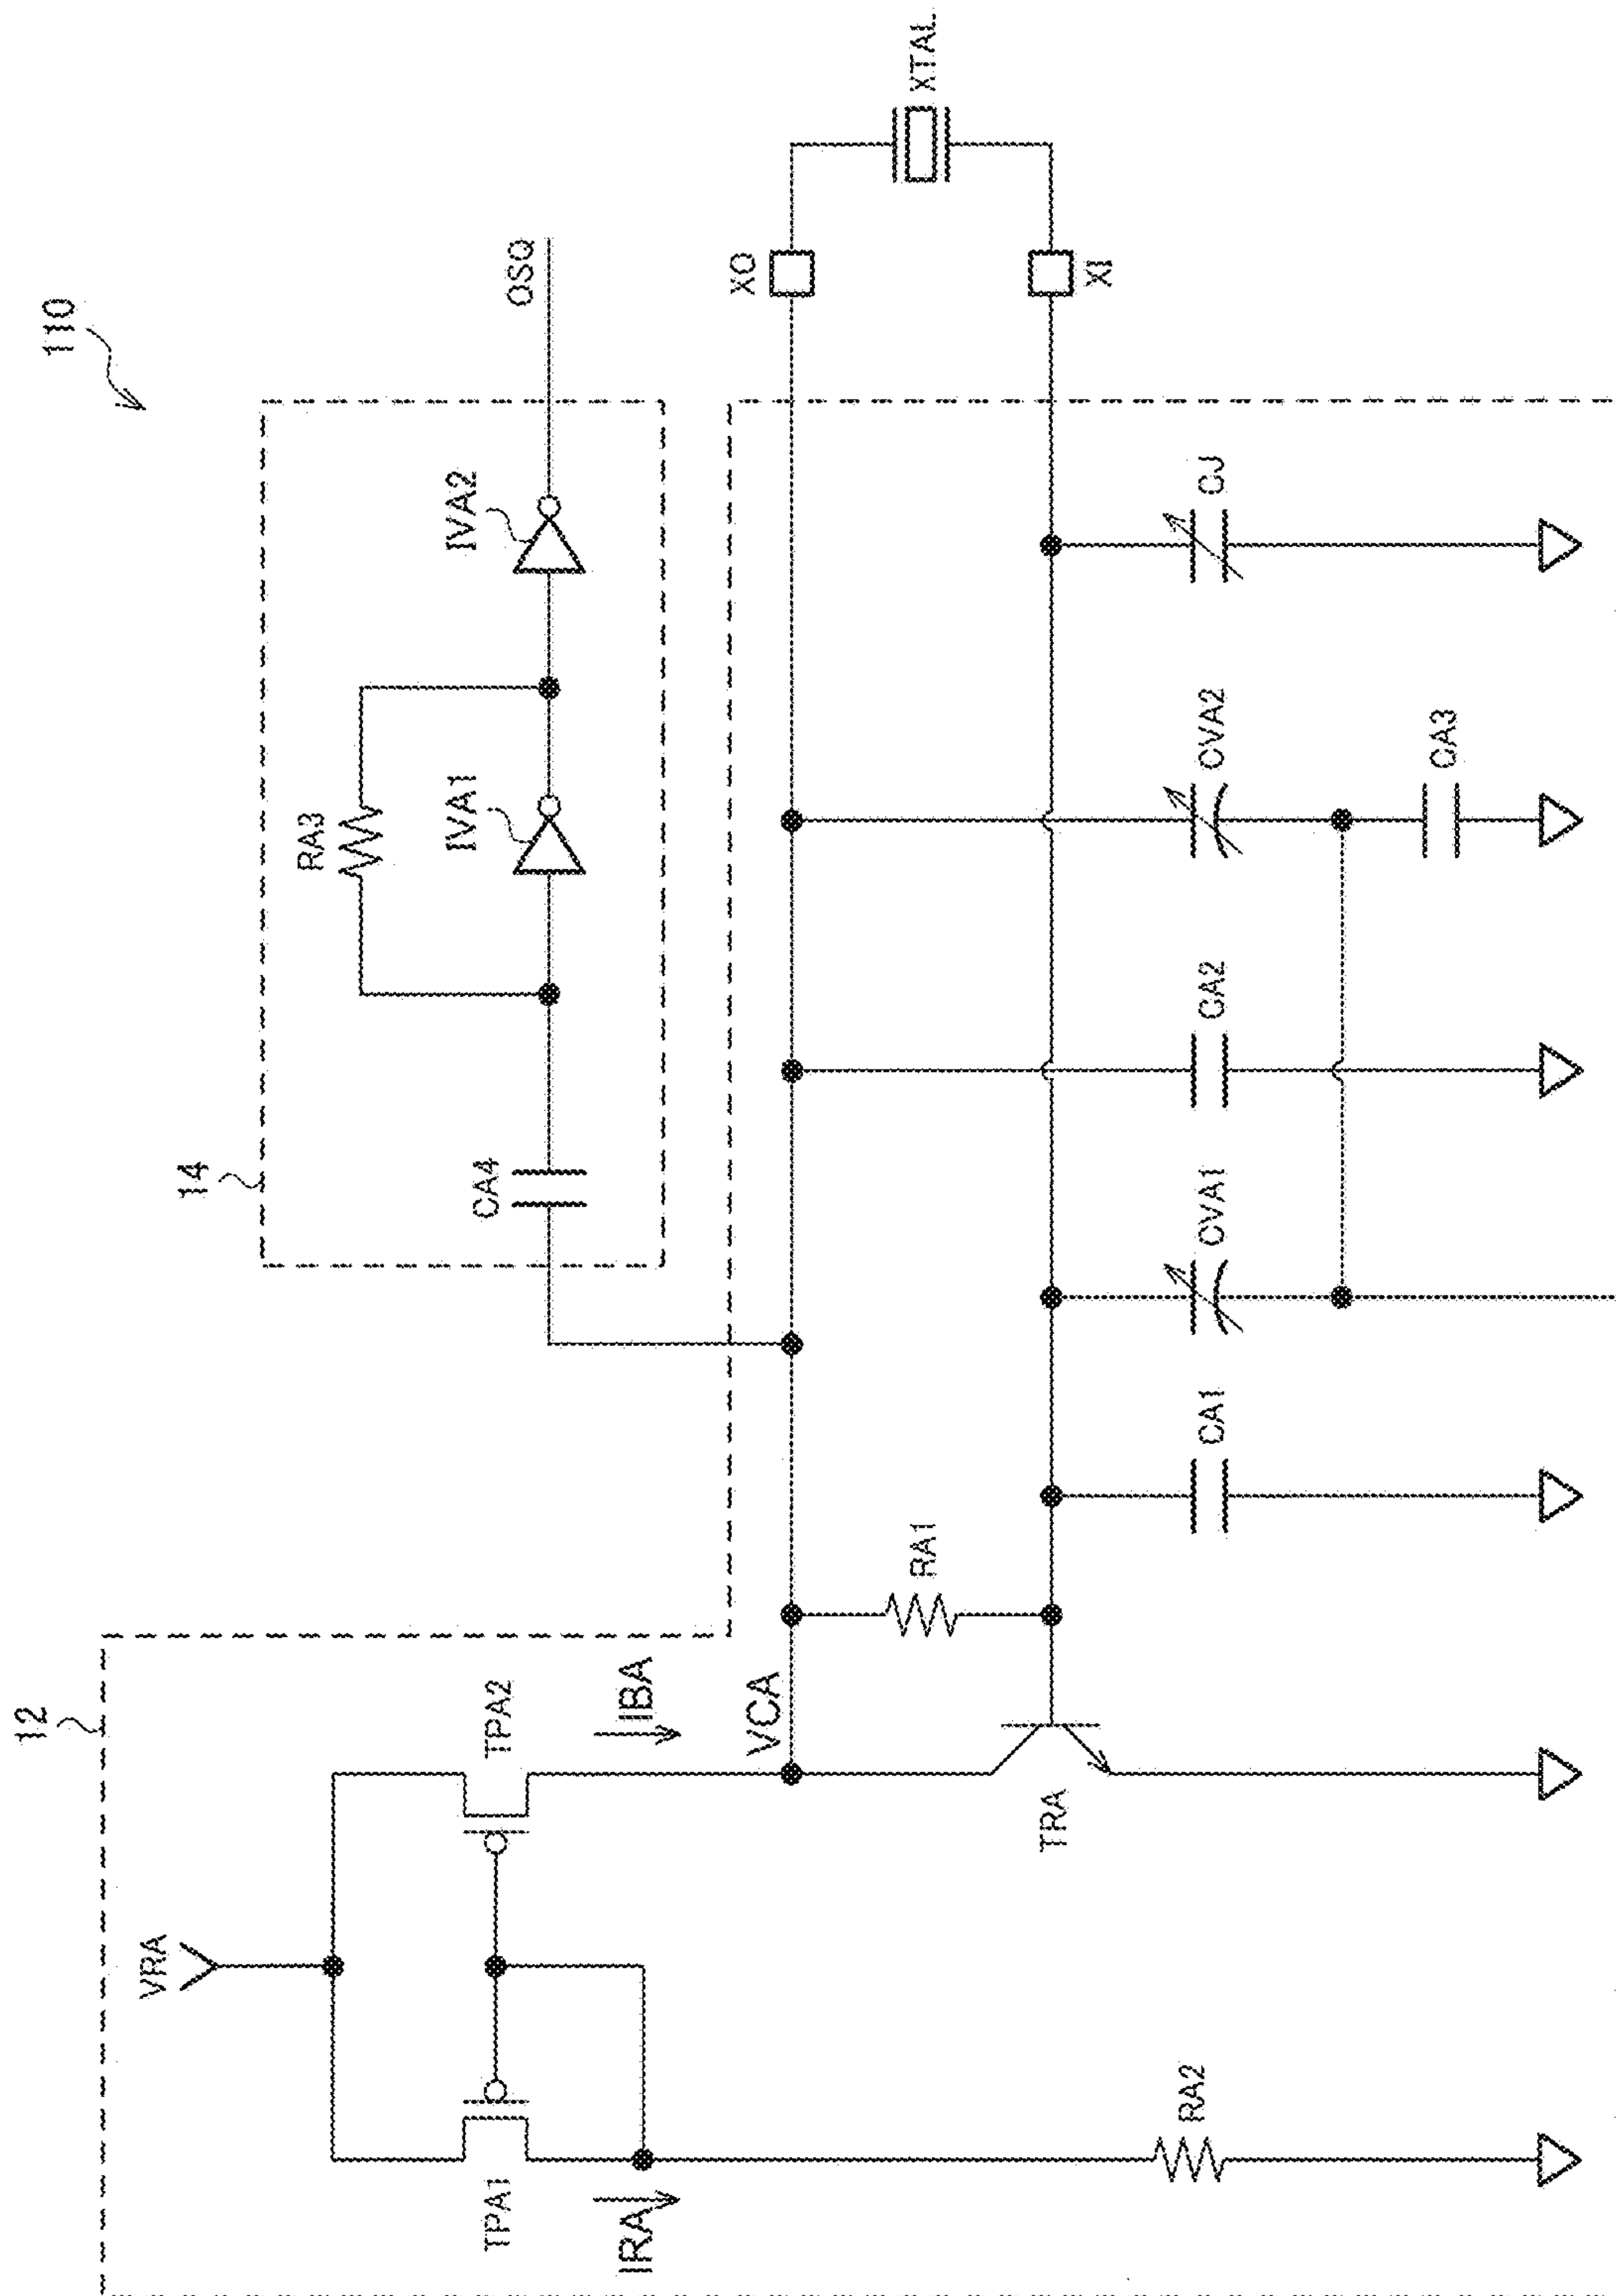 12
110
VRA
14
RA3
IVA1
IVA2
TPA1
TPA2
CA4
OSQ
IRA
IBA
XO
VCA
RA1
XTAL
TRA
XI
RA2
CA1
CVA1
CA2
CVA2
CJ
CA3